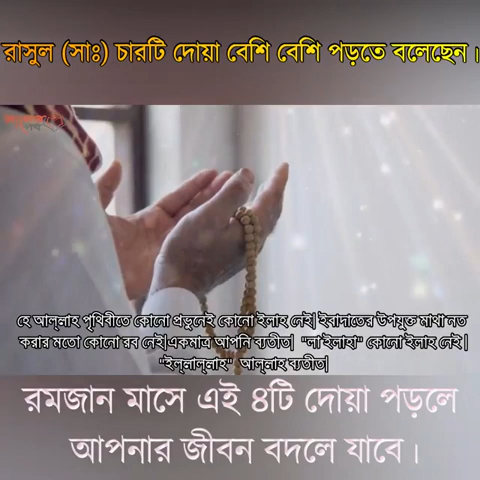 রাসুল (সাঃ) চারটি দোয়া বেশি বেশি পড়তে বলেছেন।
হে আল্লাহ পৃথিবীতে কোনো প্রভুনেই কোনো ইলাহ নেই| ইবাদাতের উপযুক্ত মাথা নত
করার মতো কোনো রব নেই|একমাত্র আপনি ব্যতীত| "লা ইলাহা" কোনো ইলাহ নেই|
"ইল্লাল্লাহ" আল্লাহ ব্যতীত|
রমজান মাসে এই ৪টি দোয়া পড়লে
আপনার জীবন বদলে যাবে।